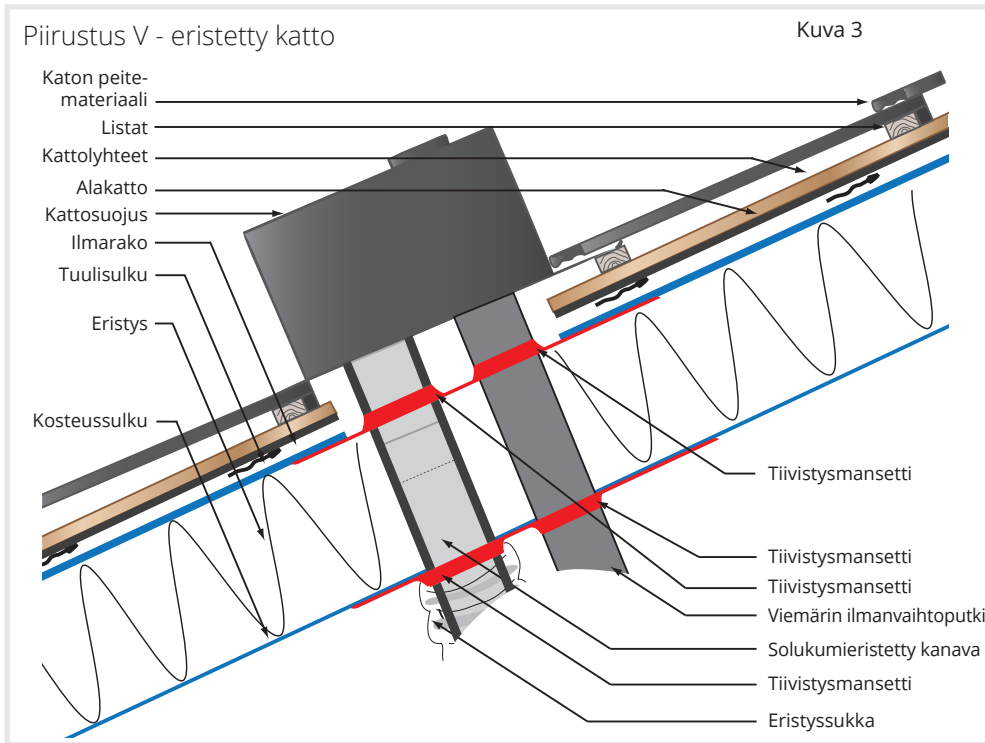 Piirustus V - eristetty katto
Kuva 3
Katon peite-
materiaali
Listat
Kattolyhteet
Alakatto
Kattosuojus
Ilmarako
Tuulisulku
Eristys
Kosteussulku
Tiivistysmansetti
Tiivistysmansetti
Tiivistysmansetti
Viemärin ilmanvaihtoputki
Solukumieristetty kanava
Tiivistysmansetti
Eristyssukka